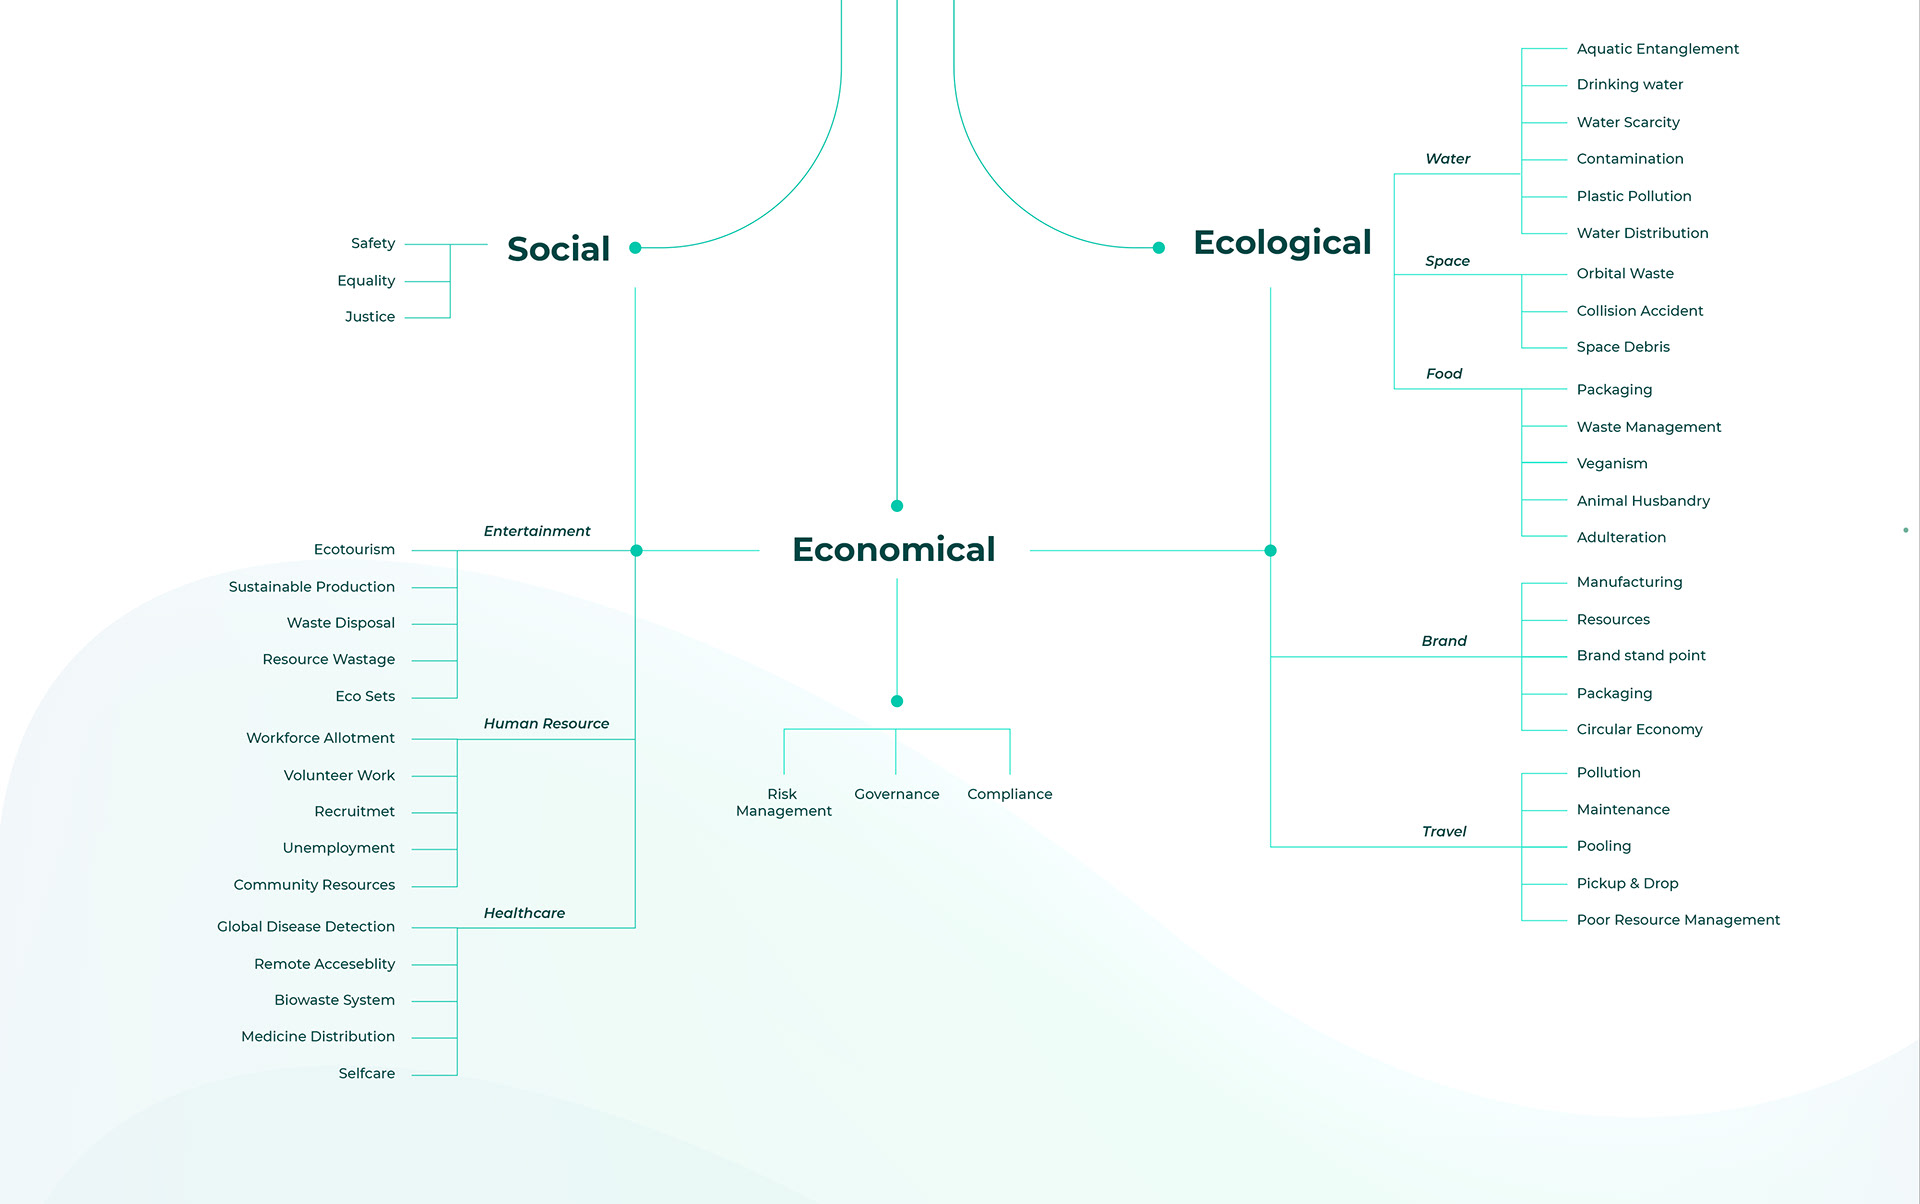 Social
Safety
Equality
Justice
Ecological
Water
Aquatic Entanglement
Drinking water
Water Scarcity
Contamination
Plastic Pollution
Water Distribution
Space
Orbital Waste
Collision Accident
Space Debris
Food
Packaging
Waste Management
Veganism
Animal Husbandry
Adulteration
Economical
Entertainment
Ecotourism
Sustainable Production
Waste Disposal
Resource Wastage
Eco Sets
Human Resource
Workforce Allotment
Volunteer Work
Recruitmet
Unemployment
Community Resources
Healthcare
Global Disease Detection
Remote Acceseblity
Biowaste System
Medicine Distribution
Selfcare
Risk
Management
Governance
Compliance
Brand
Manufacturing
Resources
Brand stand point
Packaging
Circular Economy
Travel
Pollution
Maintenance
Pooling
Pickup & Drop
Poor Resource Management